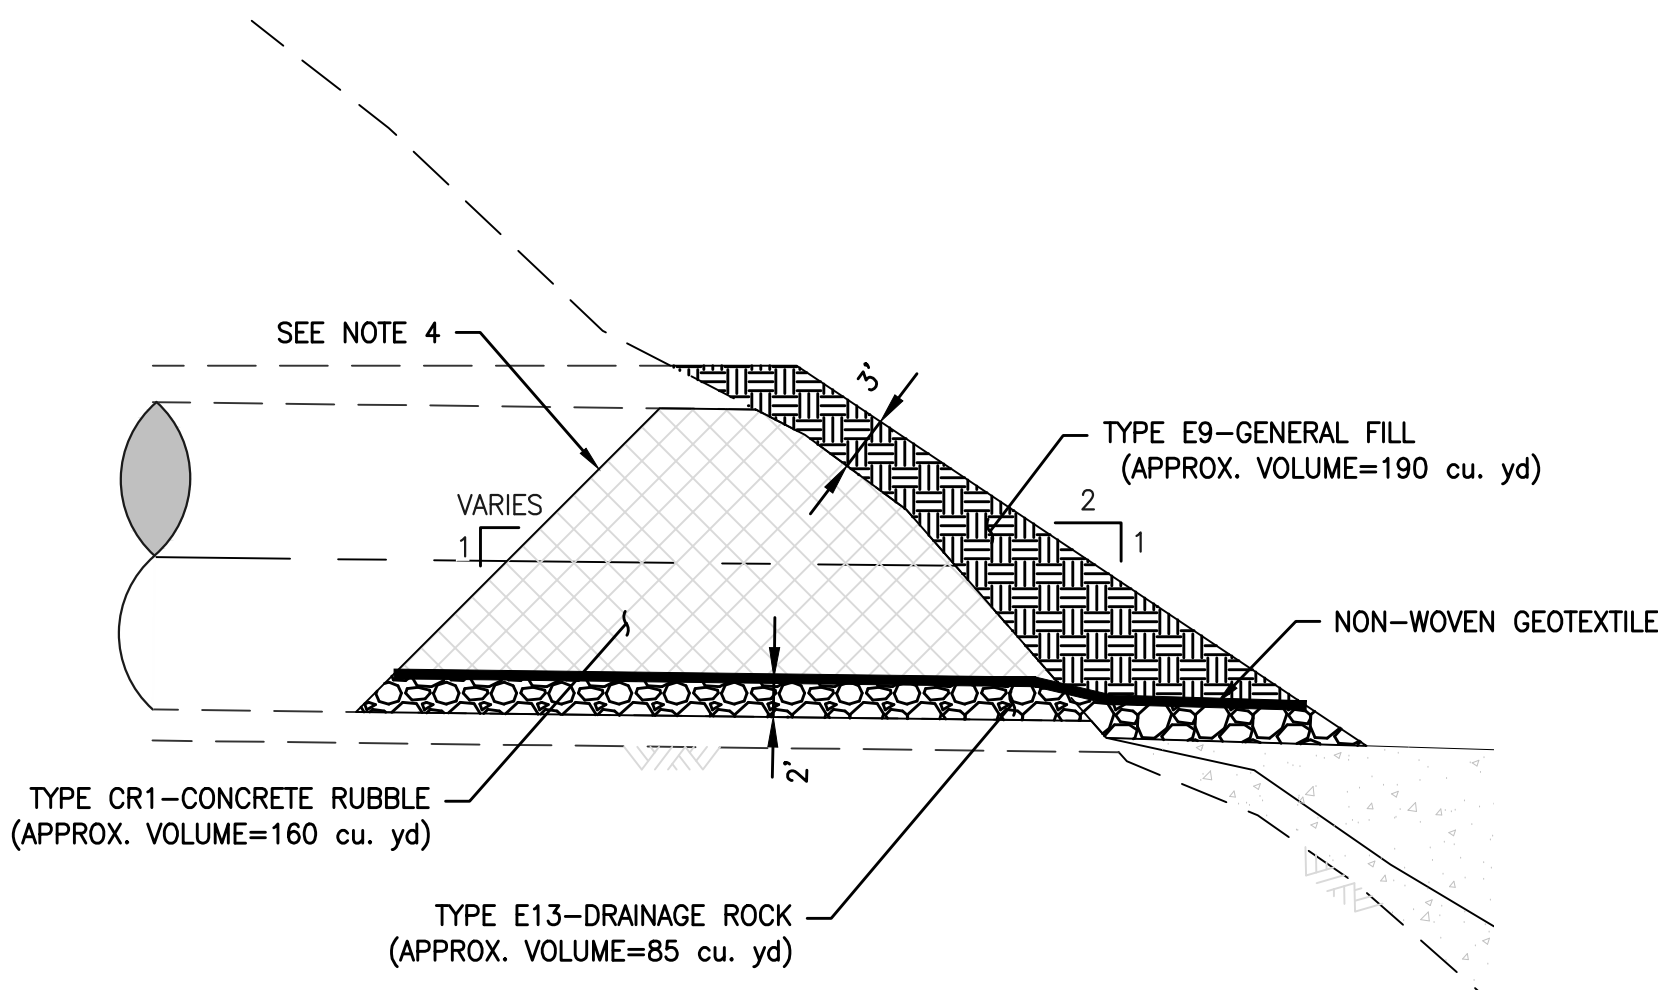 SEE NOTE 4
3'
TYPE E9-GENERAL FILL
(APPROX. VOLUME=190 cu. yd)
VARIES
1
2
1
NON-WOVEN GEOTEXTILE
2'
TYPE CR1-CONCRETE RUBBLE
(APPROX. VOLUME=160 cu. yd)
TYPE E13-DRAINAGE ROCK
(APPROX. VOLUME=85 cu. yd)